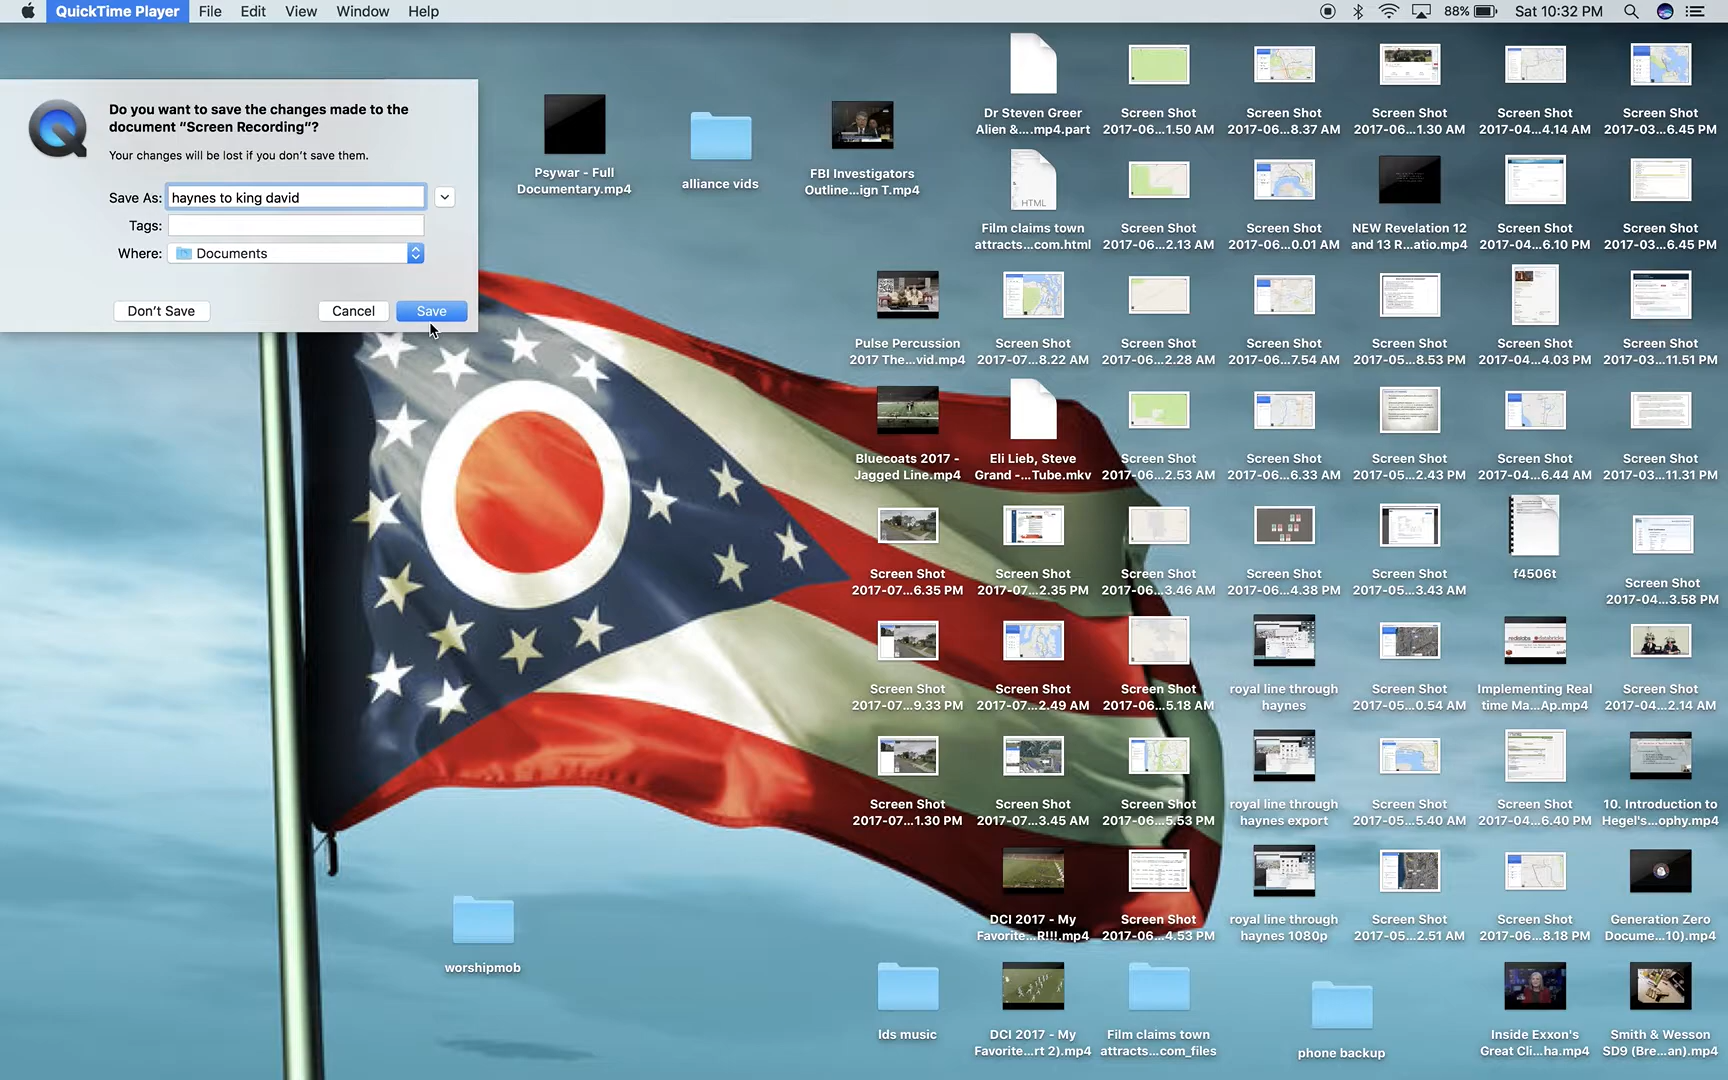 QuickTime Player File Edit View Window Help 88% Sat 10:32 PM
Do you want to save the changes made to the
document “Screen Recording”?
Your changes will be lost if you don’t save them.
Save As: haynes to king david
Tags:
Where: Documents
Don’t Save Cancel Save
Psywar - Full
Documentary.mp4
alliance vids
FBI Investigators
Outline...ign T.mp4
Dr Steven Greer
Alien &....mp4.part
Screen Shot
2017-06...1.50 AM
Screen Shot
2017-06...8.37 AM
Screen Shot
2017-06...1.30 AM
Screen Shot
2017-04...4.14 AM
Screen Shot
2017-03...6.45 PM
HTML
Film claims town
attracts...com.html
Screen Shot
2017-06...2.13 AM
Screen Shot
2017-06...0.01 AM
NEW Revelation 12
and 13 R...atio.mp4
Screen Shot
2017-04...6.10 PM
Screen Shot
2017-03...6.45 PM
Pulse Percussion
2017 The...vid.mp4
Screen Shot
2017-07...8.22 AM
Screen Shot
2017-06...2.28 AM
Screen Shot
2017-06...7.54 AM
Screen Shot
2017-05...8.53 PM
Screen Shot
2017-04...4.03 PM
Screen Shot
2017-03...11.51 PM
Bluecoats 2017 -
Jagged Line.mp4
Eli Lieb, Steve
Grand -...Tube.mkv
Screen Shot
2017-06...2.53 AM
Screen Shot
2017-06...6.33 AM
Screen Shot
2017-05...2.43 PM
Screen Shot
2017-04...6.44 AM
Screen Shot
2017-03...11.31 PM
Screen Shot
2017-07...6.35 PM
Screen Shot
2017-07...2.35 PM
Screen Shot
2017-06...3.46 AM
Screen Shot
2017-06...4.38 PM
Screen Shot
2017-05...3.43 AM
f4506t
Screen Shot
2017-04...3.58 PM
Screen Shot
2017-07...9.33 PM
Screen Shot
2017-07...2.49 AM
Screen Shot
2017-06...5.18 AM
royal line through
haynes
Screen Shot
2017-05...0.54 AM
Implementing Real
time Ma...Ap.mp4
Screen Shot
2017-04...2.14 AM
Screen Shot
2017-07...1.30 PM
Screen Shot
2017-07...3.45 AM
Screen Shot
2017-06...5.53 PM
royal line through
haynes export
Screen Shot
2017-05...5.40 AM
Screen Shot
2017-04...6.40 PM
10. Introduction to
Hegel's...ophy.mp4
worshipmob
DCI 2017 - My
Favorite...R!!!.mp4
Screen Shot
2017-06...4.53 PM
royal line through
haynes 1080p
Screen Shot
2017-05...2.51 AM
Screen Shot
2017-06...8.18 PM
Generation Zero
Docume...10).mp4
lds music
DCI 2017 - My
Favorite...rt 2).mp4
Film claims town
attracts...com_files
phone backup
Inside Exxon's
Great Cli...ha.mp4
Smith & Wesson
SD9 (Bre...an).mp4